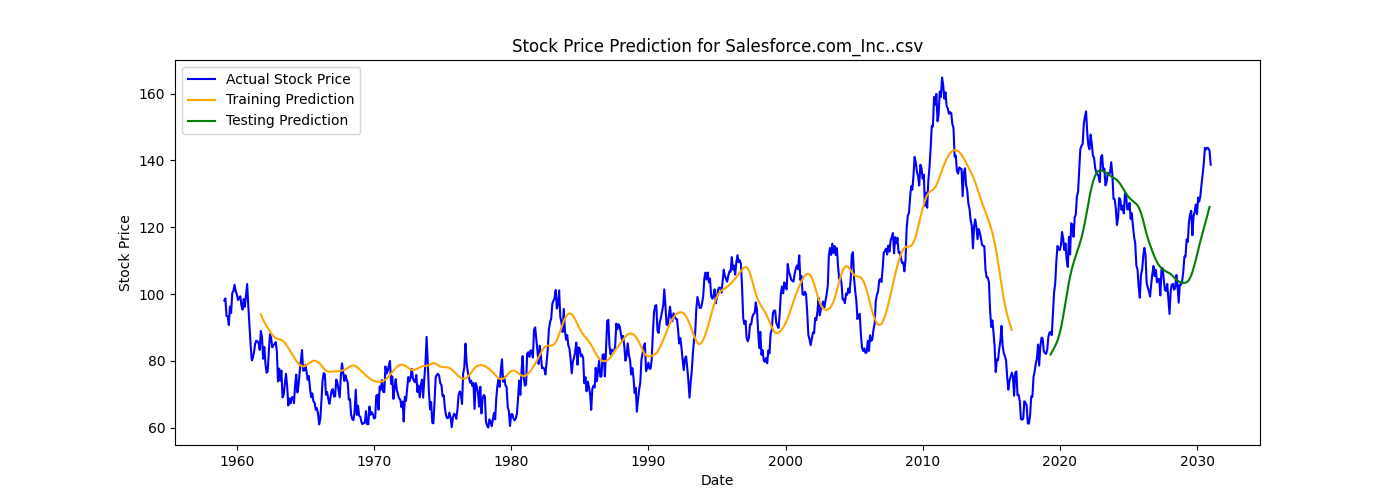 Stock Price Prediction for Salesforce.com_Inc..csv
Actual Stock Price
Training Prediction
Testing Prediction
Stock Price
160
140
120
100
80
60
1960
1970
1980
1990
2000
2010
2020
2030
Date